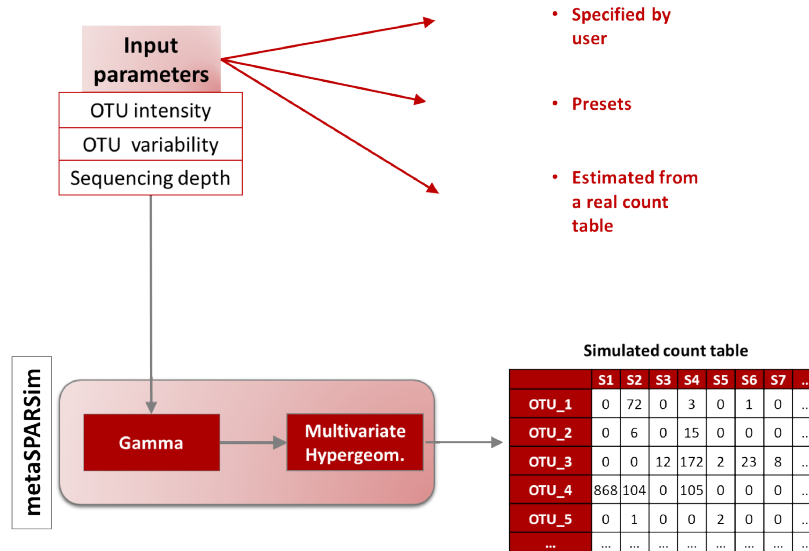 Input
parameters
OTU intensity
OTU variability
Sequencing depth
• Specified by
user
• Presets
• Estimated from
a real count
table
metaSPARSim
Gamma
Multivariate
Hypergeom.
Simulated count table
S1 S2 S3 S4 S5 S6 S7 ..
OTU_1 0 72 0 3 0 1 0 ..
OTU_2 0 6 0 15 0 0 0 ..
OTU_3 0 0 12 172 2 23 8 ..
OTU_4 868 104 0 105 0 0 0 ..
OTU_5 0 1 0 0 2 0 0 ..
... ... ... ... ... ... ... ... ..